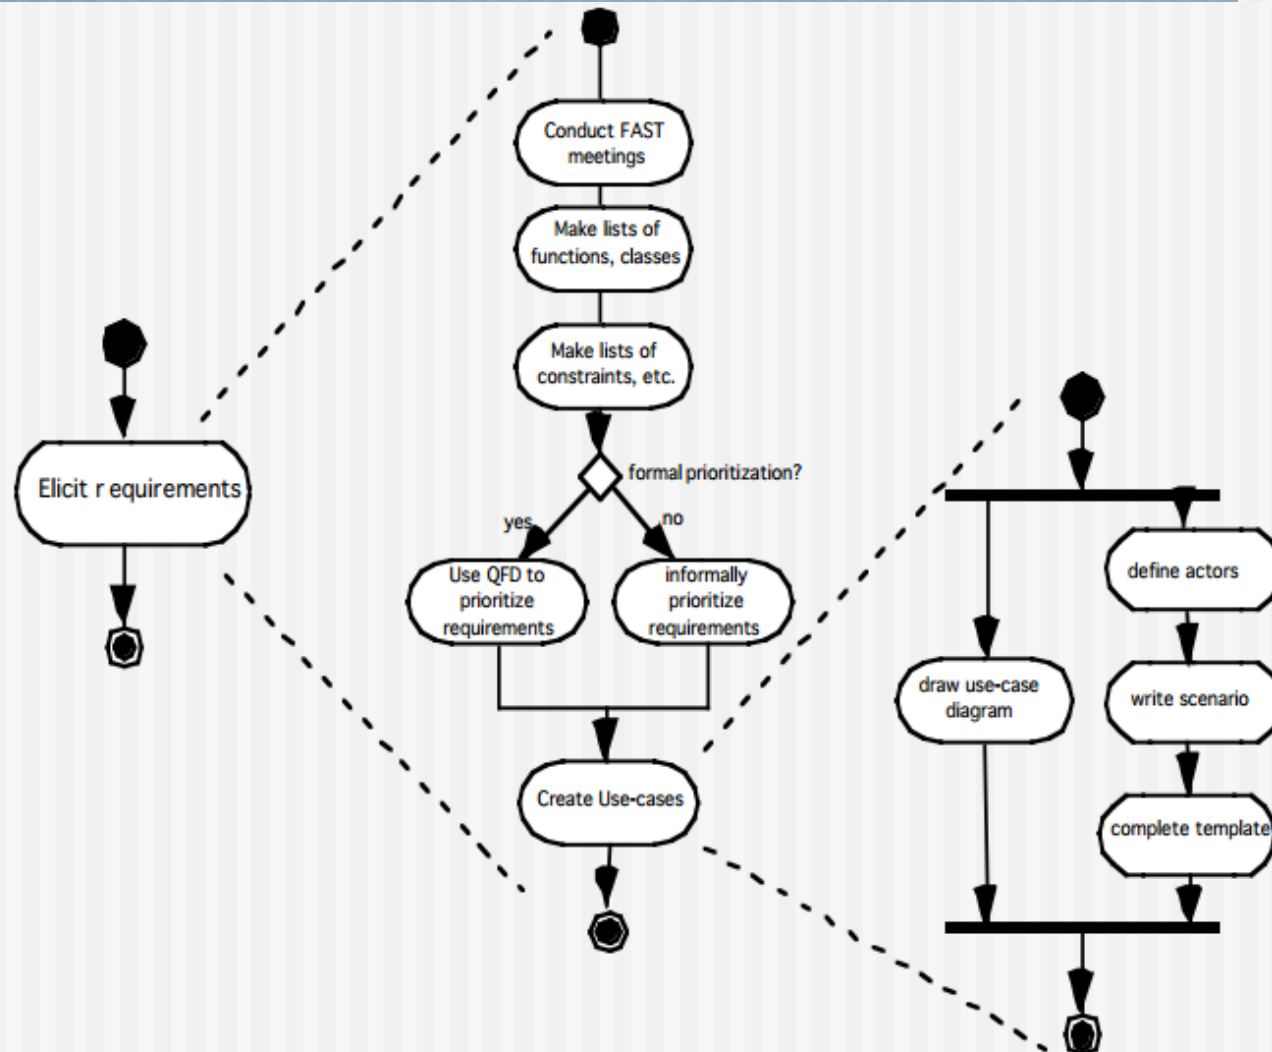 Conduct FAST
meetings
Make lists of
functions, classes
Make lists of
constraints, etc.
formal prioritization?
yes
no
Elicit r equirements
Use QFD to
prioritize
requirements
informally
prioritize
requirements
Create Use-cases
draw use-case
diagram
define actors
write scenario
complete template